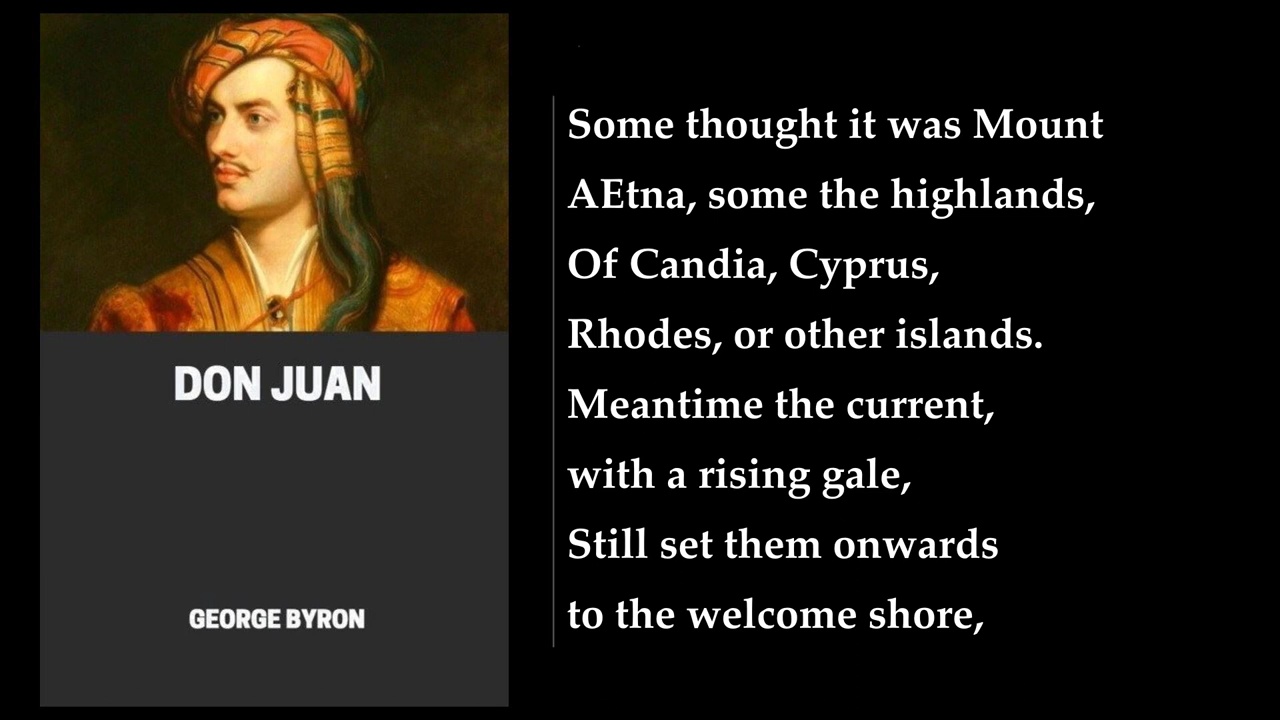 DON JUAN
GEORGE BYRON
Some thought it was Mount
AEtna, some the highlands,
Of Candia, Cyprus,
Rhodes, or other islands.
Meantime the current,
with a rising gale,
Still set them onwards
to the welcome shore,